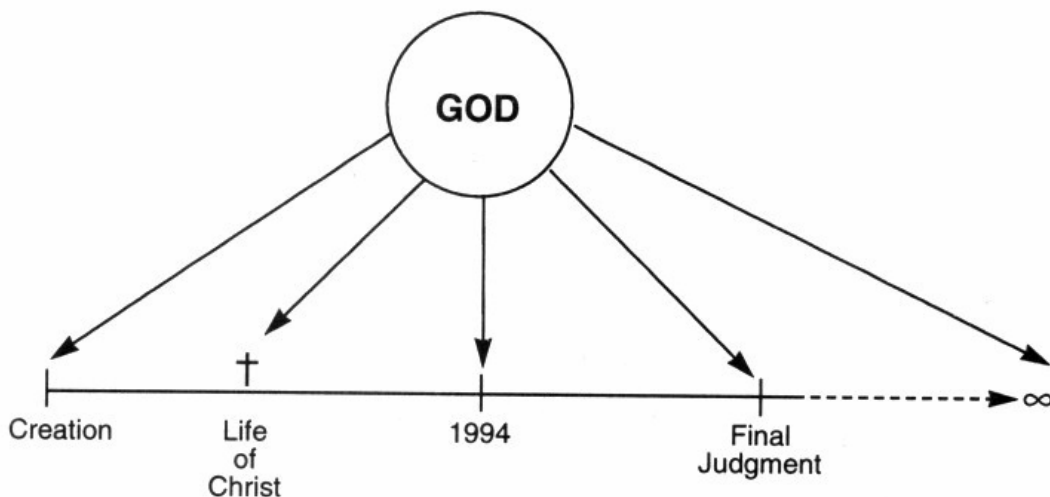 GOD
Creation
Life
of
Christ
1994
Final
Judgment
∞